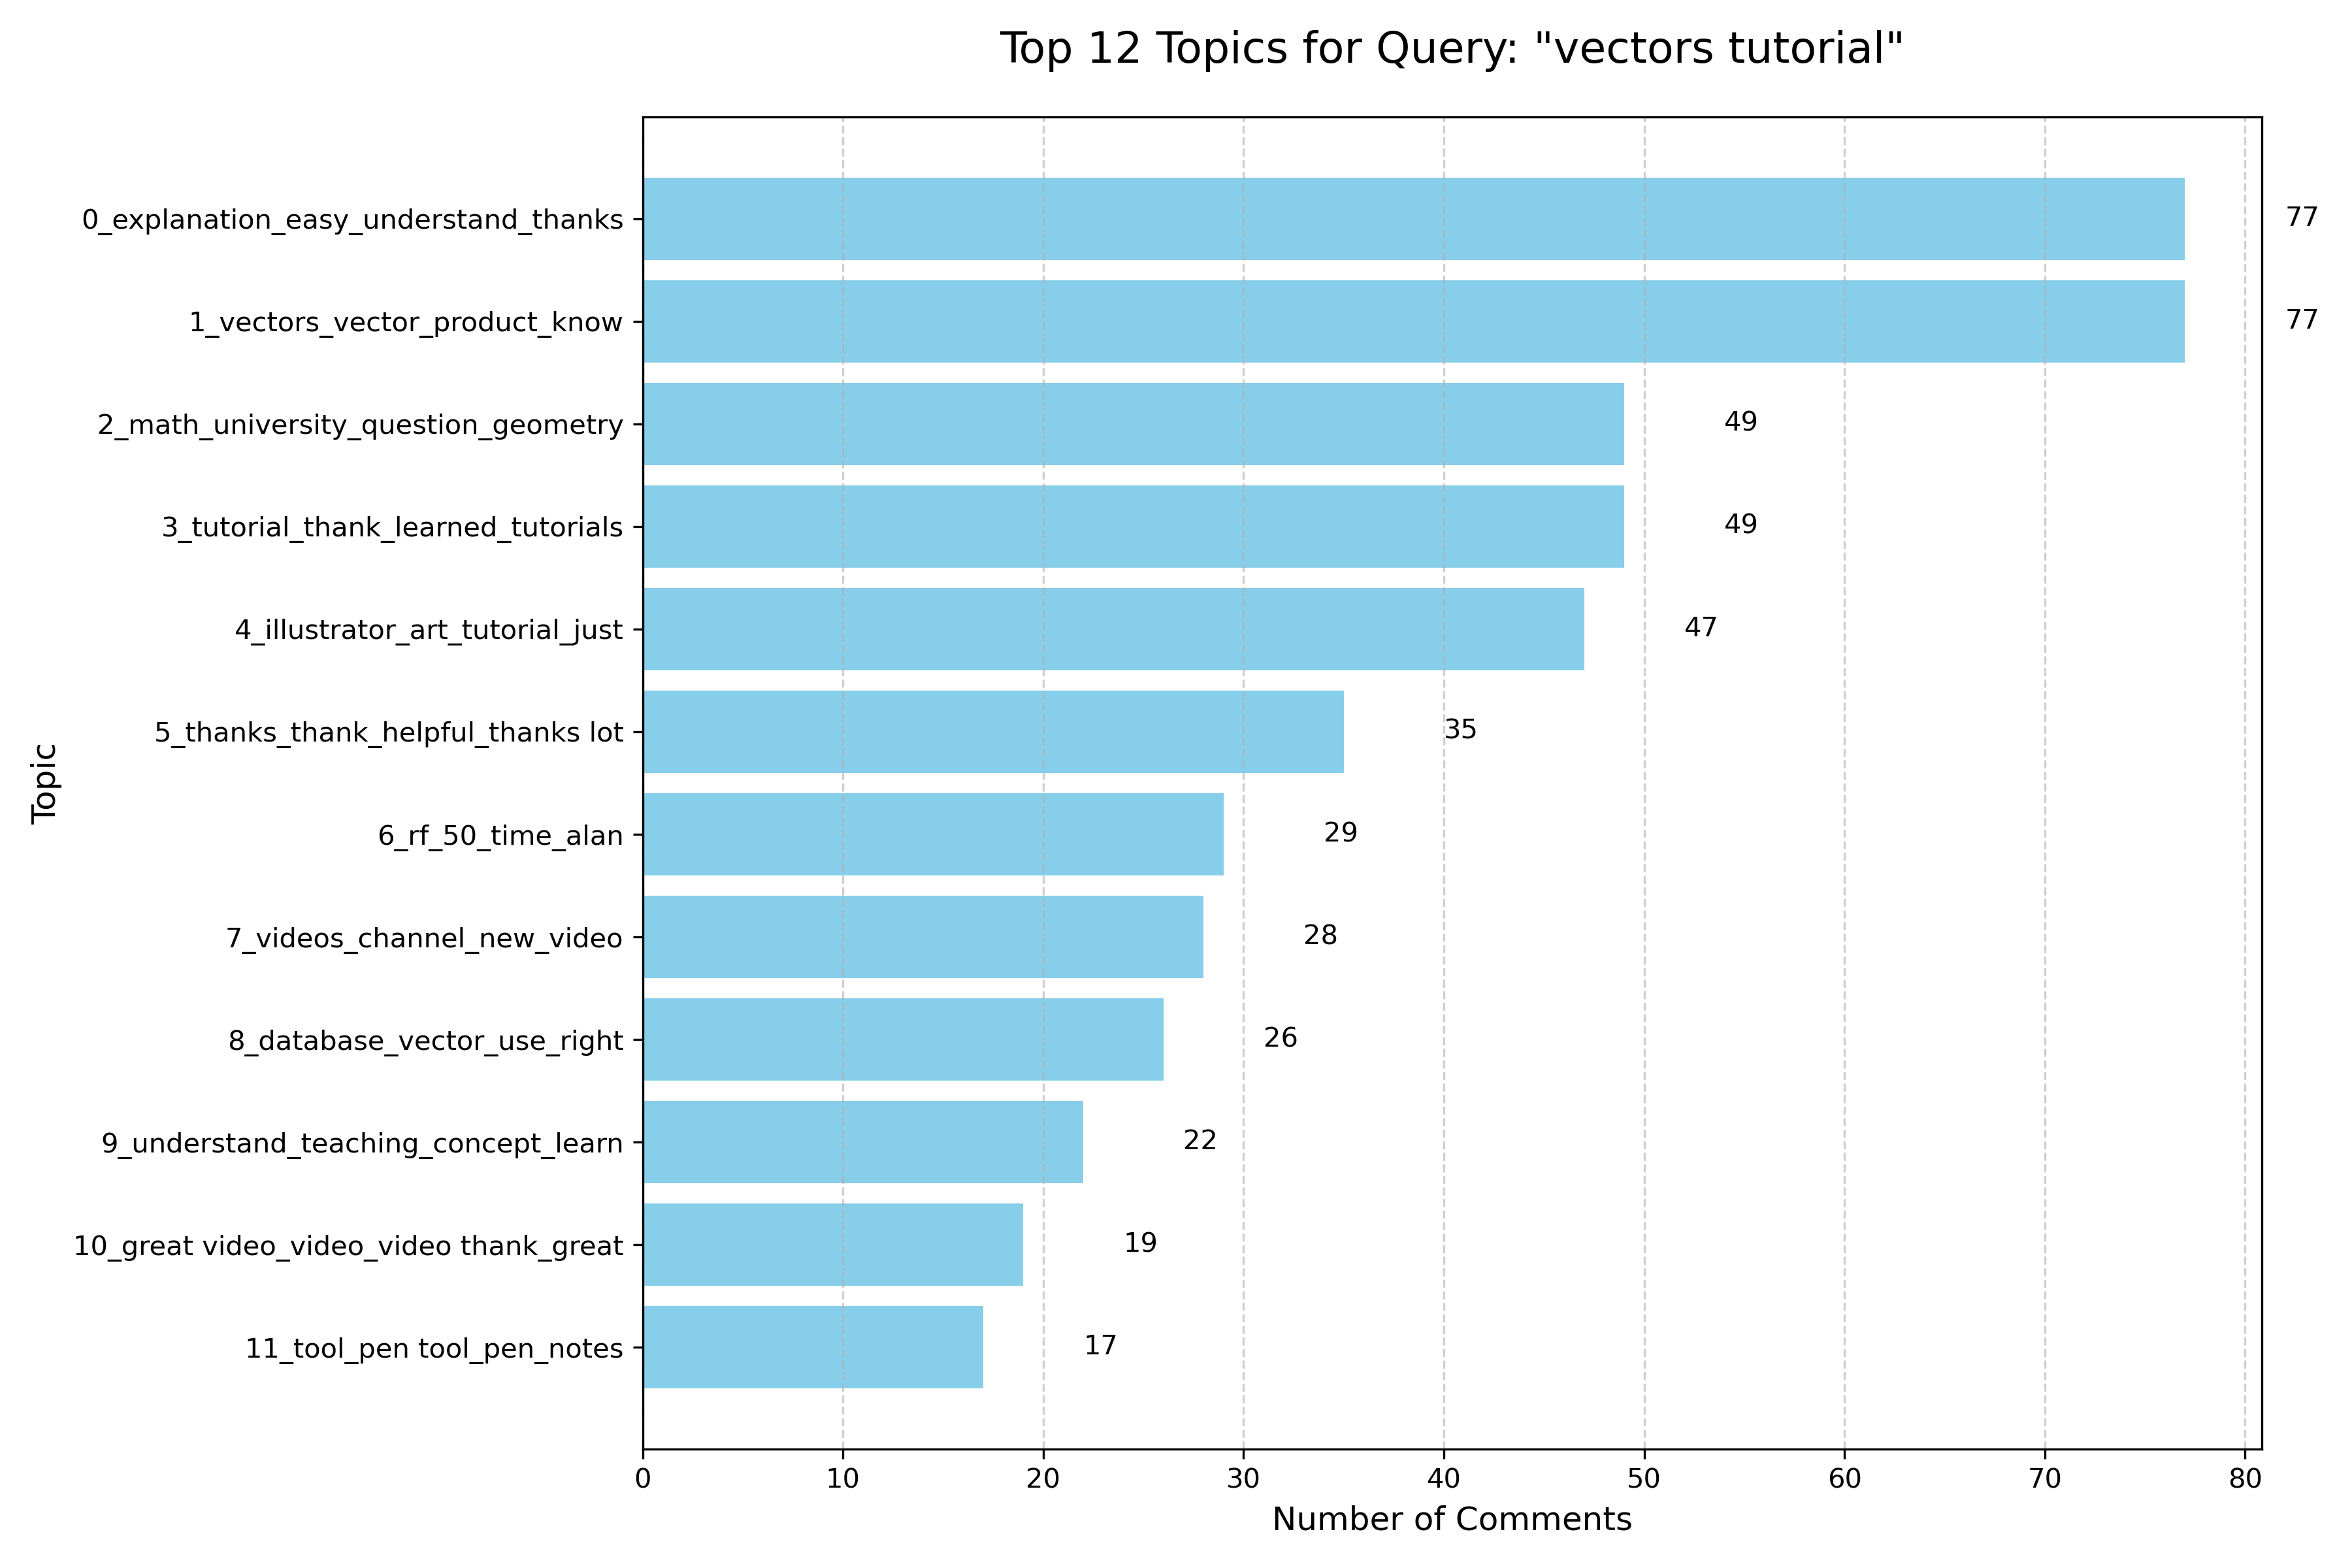 Top 12 Topics for Query: "vectors tutorial"
0_explanation_easy_understand_thanks 77
1_vectors_vector_product_know 77
2_math_university_question_geometry 49
3_tutorial_thank_learned_tutorials 49
4_illustrator_art_tutorial_just 47
5_thanks_thank_helpful_thanks lot 35
6_rf_50_time_alan 29
7_videos_channel_new_video 28
8_database_vector_use_right 26
9_understand_teaching_concept_learn 22
10_great video_video_video thank_great 19
11_tool_pen tool_pen_notes 17
Topic
0 10 20 30 40 50 60 70 80
Number of Comments